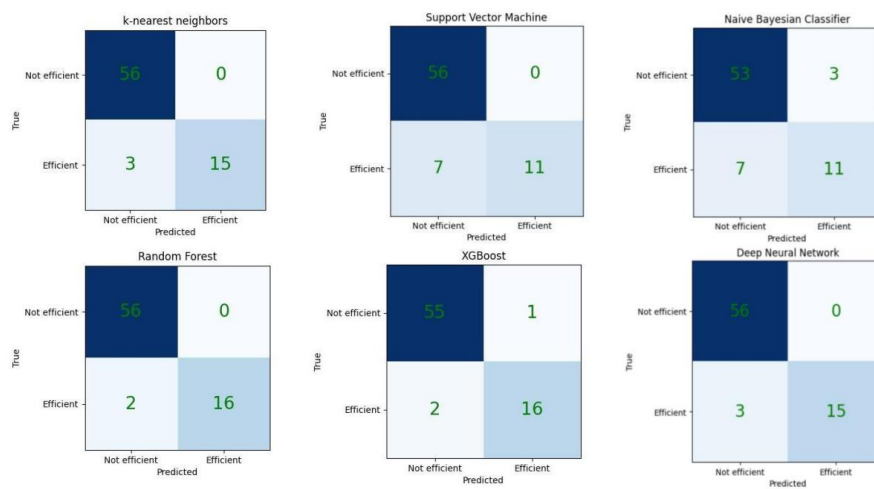 k-nearest neighbors
Not efficient
56
0
True
Efficient
3
15
Not efficient
Efficient
Predicted
Support Vector Machine
Not efficient
56
0
True
Efficient
7
11
Not efficient
Efficient
Predicted
Naive Bayesian Classifier
Not efficient
53
3
True
Efficient
7
11
Not efficient
Efficient
Predicted
Random Forest
Not efficient
56
0
True
Efficient
2
16
Not efficient
Efficient
Predicted
XGBoost
Not efficient
55
1
True
Efficient
2
16
Not efficient
Efficient
Predicted
Deep Neural Network
Not efficient
56
0
True
Efficient
3
15
Not efficient
Efficient
Predicted